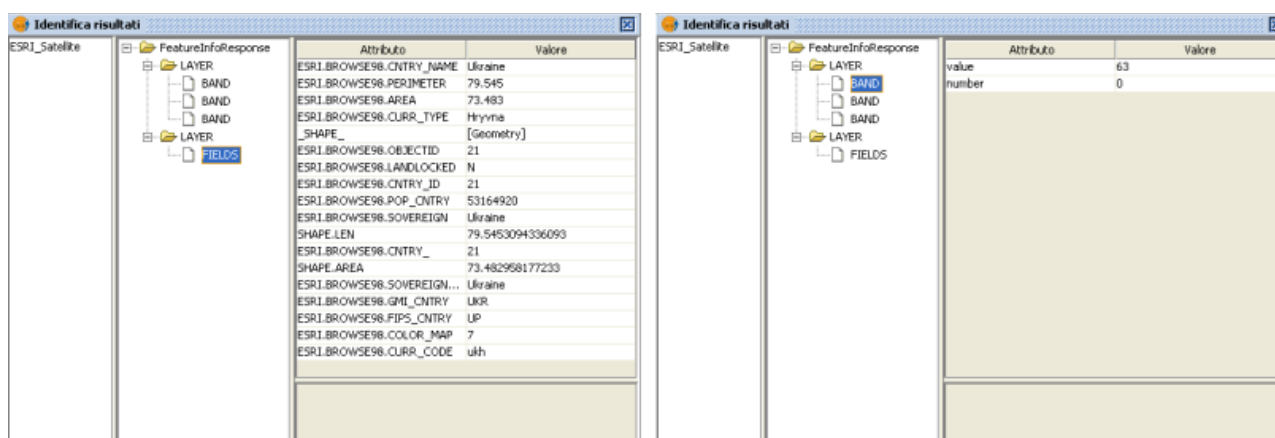 Identifica risultati
ESRI_Satellite
FeatureInfoResponse
LAYER
BAND
BAND
BAND
LAYER
FIELDS
Attributo Valore
ESRI.BROWSE98.CNTRY_NAME Ukraine
ESRI.BROWSE98.PERIMETER 79.545
ESRI.BROWSE98.AREA 73.483
ESRI.BROWSE98.CURR_TYPE Hryvna
_SHAPE_ [Geometry]
ESRI.BROWSE98.OBJECTID 21
ESRI.BROWSE98.LANDLOCKED N
ESRI.BROWSE98.CNTRY_ID 21
ESRI.BROWSE98.POP_CNTRY 53164920
ESRI.BROWSE98.SOVEREIGN Ukraine
SHAPE.LEN 79.5453094336093
ESRI.BROWSE98.CNTRY_ 21
SHAPE.AREA 73.482958177233
ESRI.BROWSE98.SOVEREIGN... Ukraine
ESRI.BROWSE98.GMI_CNTRY UKR
ESRI.BROWSE98.FIPS_CNTRY UP
ESRI.BROWSE98.COLOR_MAP 7
ESRI.BROWSE98.CURR_CODE ukh
Identifica risultati
ESRI_Satellite
FeatureInfoResponse
LAYER
BAND
BAND
BAND
LAYER
FIELDS
Attributo Valore
value 63
number 0